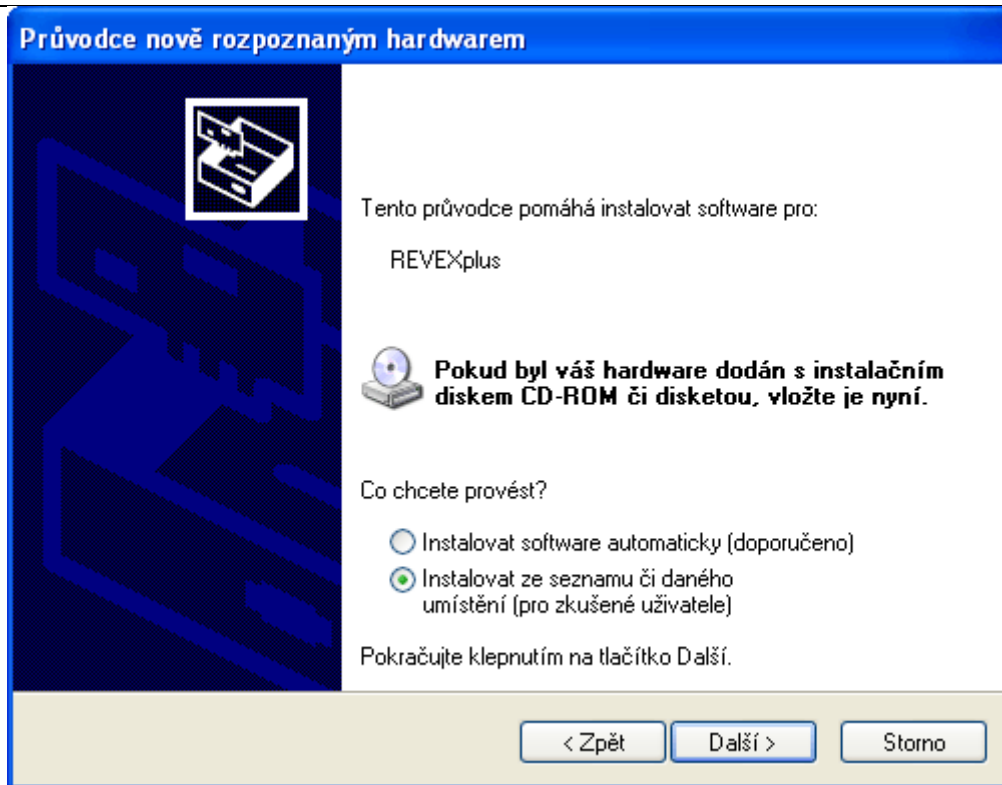 Průvodce nově rozpoznaným hardwarem
Tento průvodce pomáhá instalovat software pro:
REVEXplus
Pokud byl váš hardware dodán s instalačním
diskem CD-ROM či disketou, vložte je nyní.
Co chcete provést?
Instalovat software automaticky (doporučeno)
Instalovat ze seznamu či daného
umístění (pro zkušené uživatele)
Pokračujte klepnutím na tlačítko Další.
< Zpět
Další >
Storno